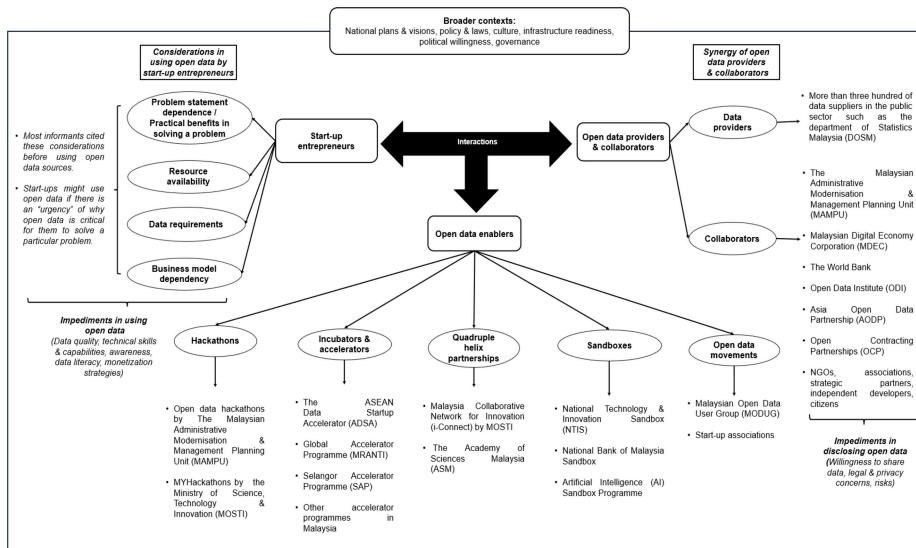 Broader contexts:
National plans & visions, policy & laws, culture, infrastructure readiness,
political willingness, governance
Considerations in
using open data by
start-up entrepreneurs
Synergy of open
data providers
& collaborators
Problem statement
dependence /
Practical benefits in
solving a problem
Resource
availability
Data requirements
Business model
dependency
• Most informants cited
these considerations
before using open
data sources.
• Start-ups might use
open data if there is
an “urgency” of why
open data is critical
for them to solve a
particular problem.
Impediments in using
open data
(Data quality, technical skills
& capabilities, awareness,
data literacy, monetization
strategies)
Start-up
entrepreneurs
Interactions
Open data providers
& collaborators
Open data enablers
Data
providers
Collaborators
• More than three hundred of
data suppliers in the public
sector such as the
department of Statistics
Malaysia (DOSM)
• The Malaysian
Administrative
Modernisation &
Management Planning Unit
(MAMPU)
• Malaysian Digital Economy
Corporation (MDEC)
• The World Bank
• Open Data Institute (ODI)
• Asia Open Data
Partnership (AODP)
• Open Contracting
Partnerships (OCP)
• NGOs, associations,
strategic partners,
independent developers,
citizens
Impediments in
disclosing open data
(Willingness to share
data, legal & privacy
concerns, risks)
Hackathons
Incubators &
accelerators
Quadruple
helix
partnerships
Sandboxes
Open data
movements
• Open data hackathons
by The Malaysian
Administrative
Modernisation &
Management Planning
Unit (MAMPU)
• MYHackathons by the
Ministry of Science,
Technology &
Innovation (MOSTI)
• The ASEAN
Data Startup
Accelerator (ADSA)
• Global Accelerator
Programme (MRANTI)
• Selangor Accelerator
Programme (SAP)
• Other accelerator
programmes in
Malaysia
• Malaysia Collaborative
Network for Innovation
(i-Connect) by MOSTI
• The Academy of
Sciences Malaysia
(ASM)
• National Technology &
Innovation Sandbox
(NTIS)
• National Bank of Malaysia
Sandbox
• Artificial Intelligence (AI)
Sandbox Programme
• Malaysian Open Data
User Group (MODUG)
• Start-up associations